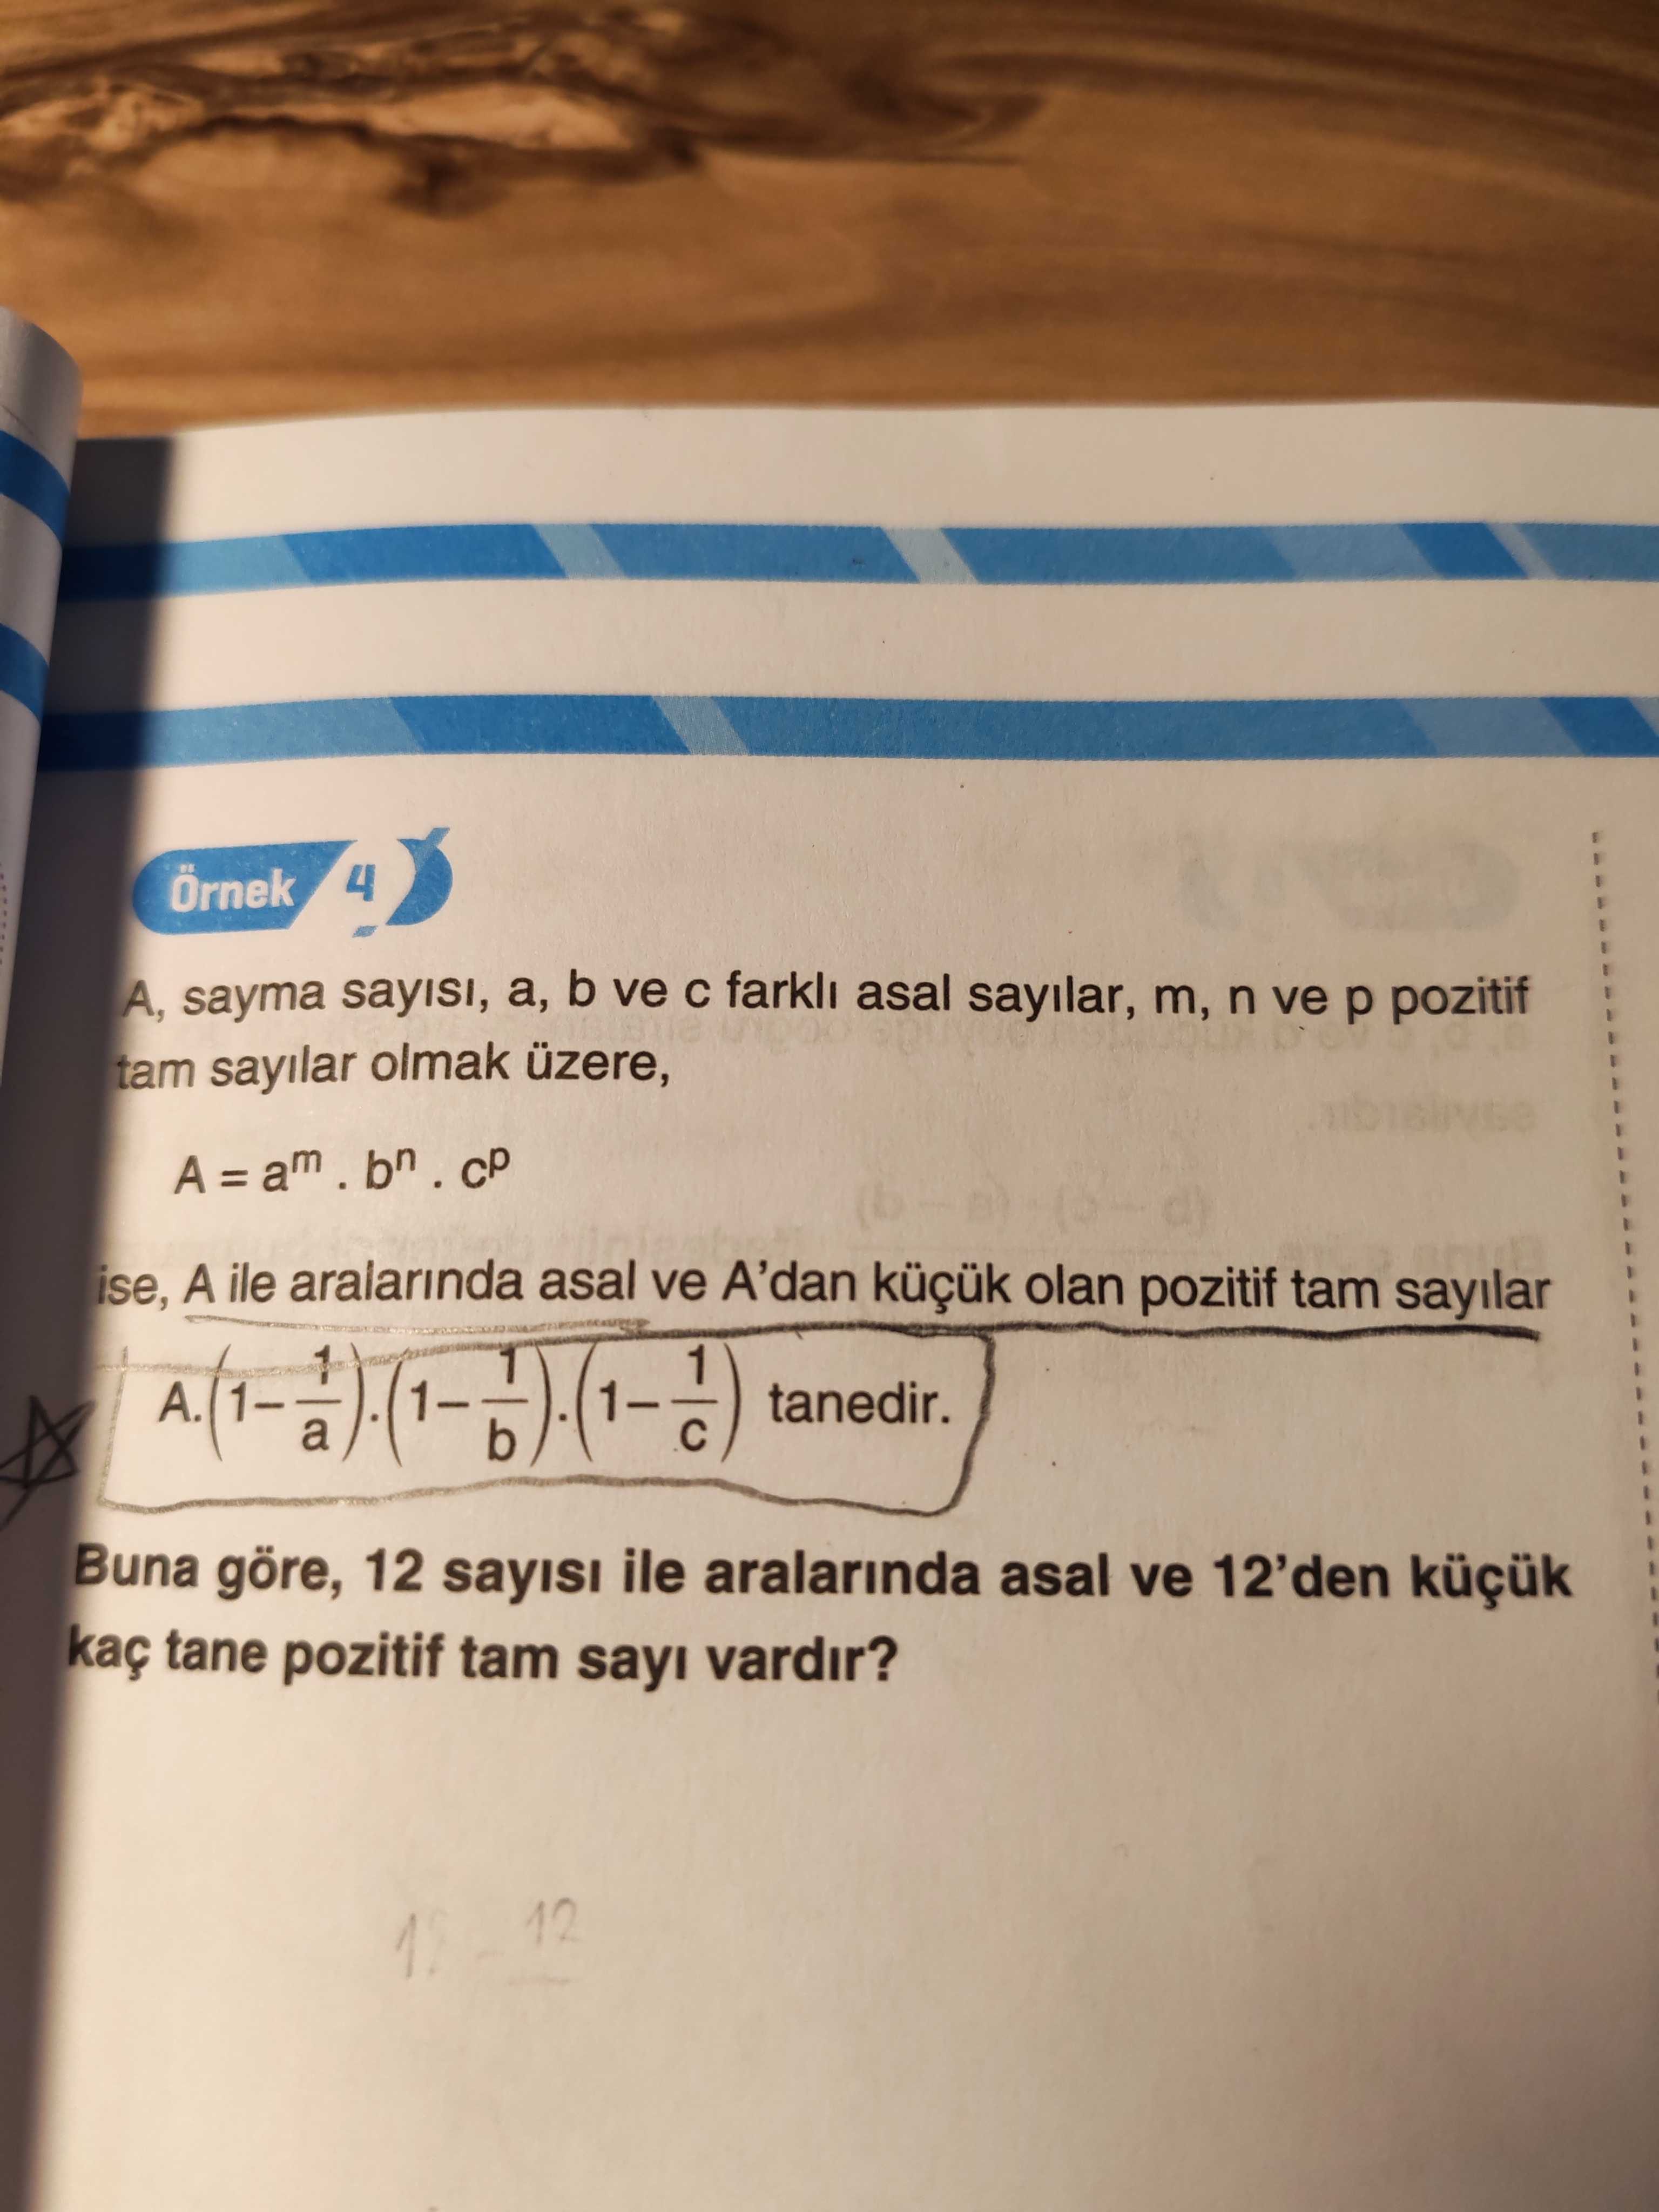 Örnek 4
A, sayma sayısı, a, b ve c farklı asal sayılar, m, n ve p pozitif
tam sayılar olmak üzere,
A = aᵐ . bⁿ . cᵖ
ise, A ile aralarında asal ve A'dan küçük olan pozitif tam sayılar
A.(1-1/a).(1-1/b).(1-1/c) tanedir.
Buna göre, 12 sayısı ile aralarında asal ve 12'den küçük
kaç tane pozitif tam sayı vardır?
12